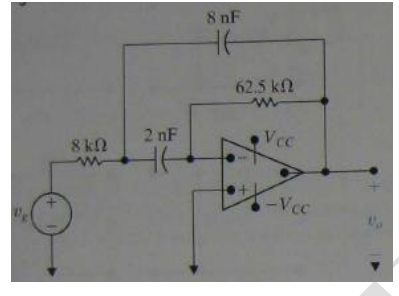 8 nF
62.5 kΩ
8 kΩ
2 nF
V_CC
−
+
−V_CC
v_g
+
−
+
v_o
−